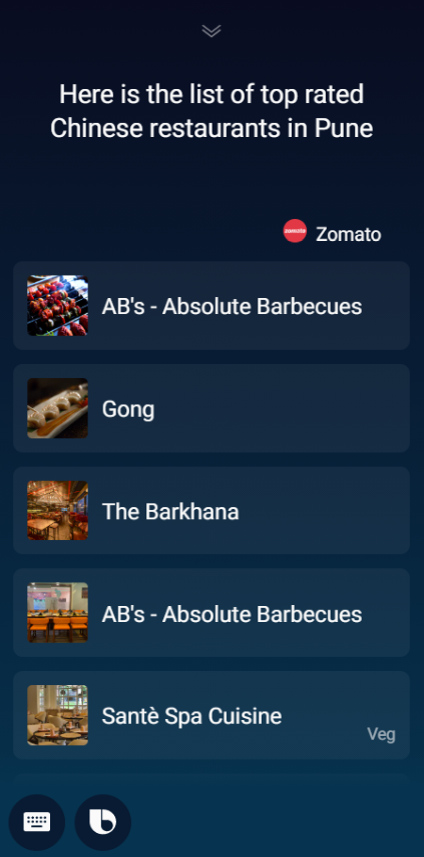 Here is the list of top rated
Chinese restaurants in Pune
Zomato
AB's - Absolute Barbecues
Gong
The Barkhana
AB's - Absolute Barbecues
Santè Spa Cuisine
Veg